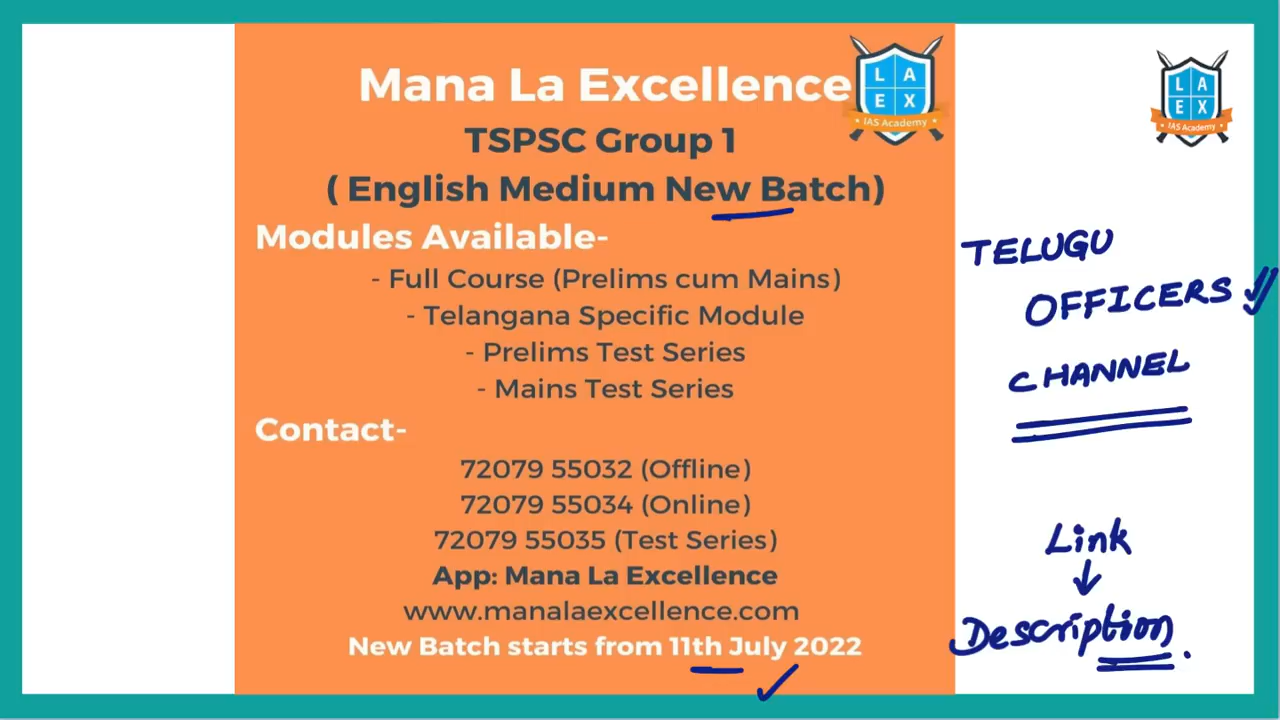 Mana La Excellence
TSPSC Group 1
( English Medium New Batch)
Modules Available-
- Full Course (Prelims cum Mains)
- Telangana Specific Module
- Prelims Test Series
- Mains Test Series
Contact-
72079 55032 (Offline)
72079 55034 (Online)
72079 55035 (Test Series)
App: Mana La Excellence
www.manalaexcellence.com
New Batch starts from 11th July 2022
L A
E X
IAS Academy
L A
E X
IAS Academy
TELUGU
OFFICERS
CHANNEL
Link
Description.